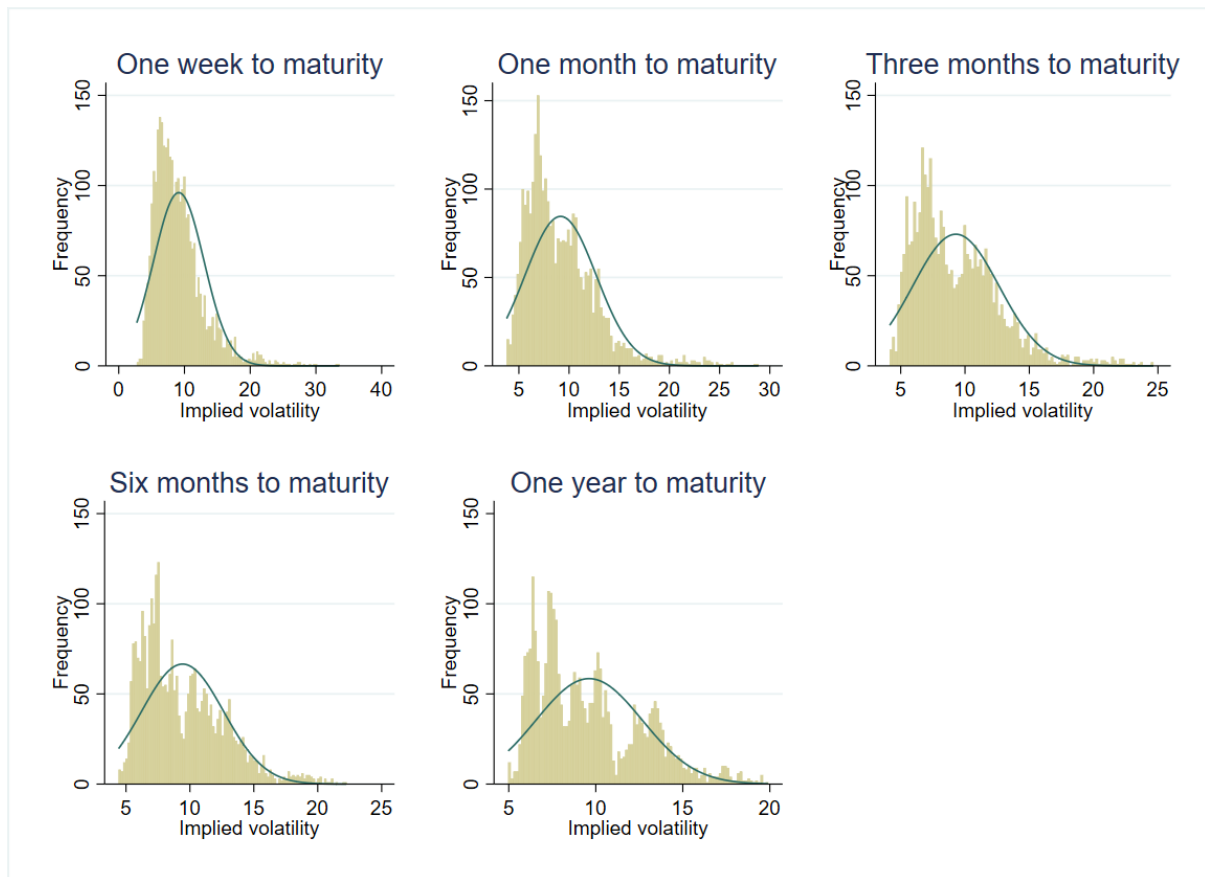 One week to maturity
150
100
50
0
Frequency
0 10 20 30 40
Implied volatility
One month to maturity
150
100
50
0
Frequency
5 10 15 20 25 30
Implied volatility
Three months to maturity
150
100
50
0
Frequency
5 10 15 20 25
Implied volatility
Six months to maturity
150
100
50
0
Frequency
5 10 15 20 25
Implied volatility
One year to maturity
150
100
50
0
Frequency
5 10 15 20
Implied volatility